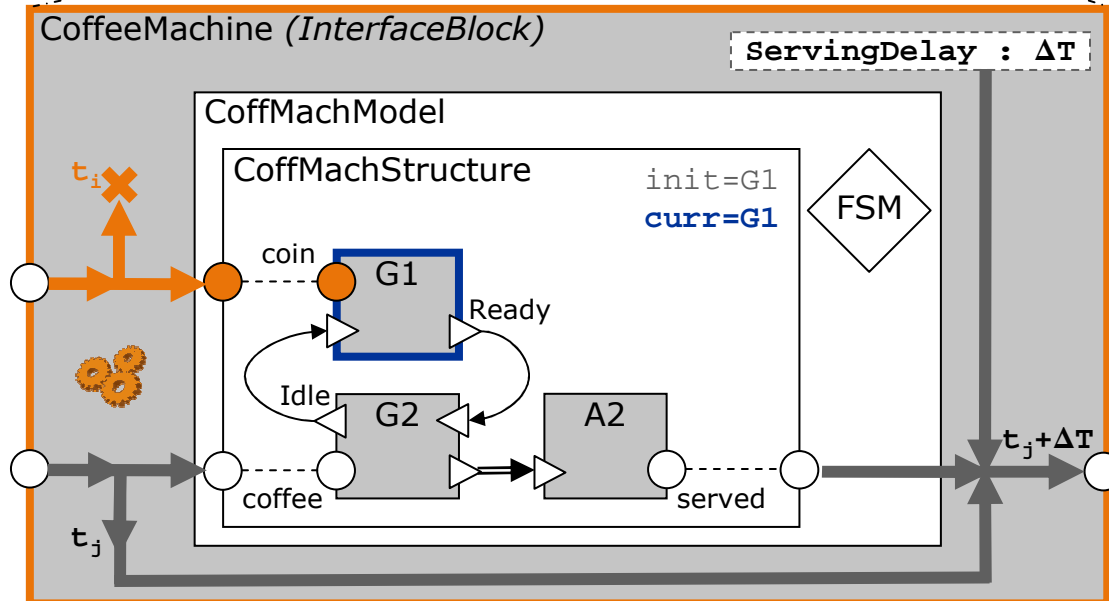 CoffeeMachine (InterfaceBlock)
ServingDelay : ΔT
CoffMachModel
CoffMachStructure
init=G1
curr=G1
FSM
tᵢ
coin
G1
Ready
Idle
G2
A2
coffee
served
tⱼ+ΔT
tⱼ